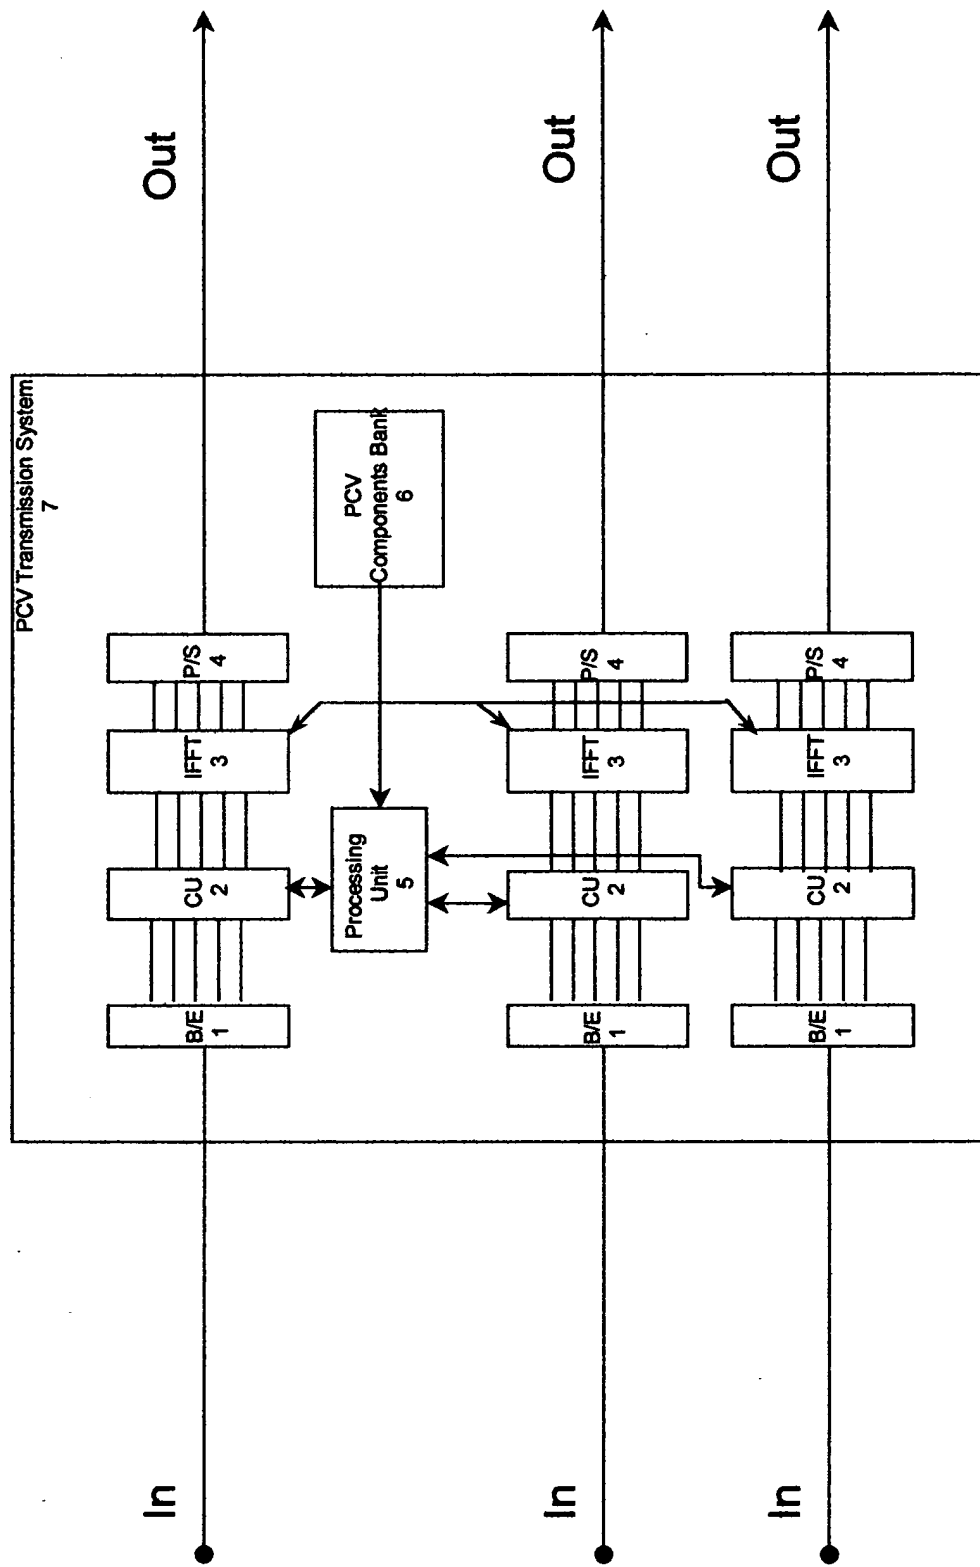 PCV Transmission System
7
In
B/E
1
CU
2
IFFT
3
P/S
4
Out
Processing
Unit
5
PCV
Components Bank
6
In
B/E
1
CU
2
IFFT
3
P/S
4
Out
In
B/E
1
CU
2
IFFT
3
P/S
4
Out